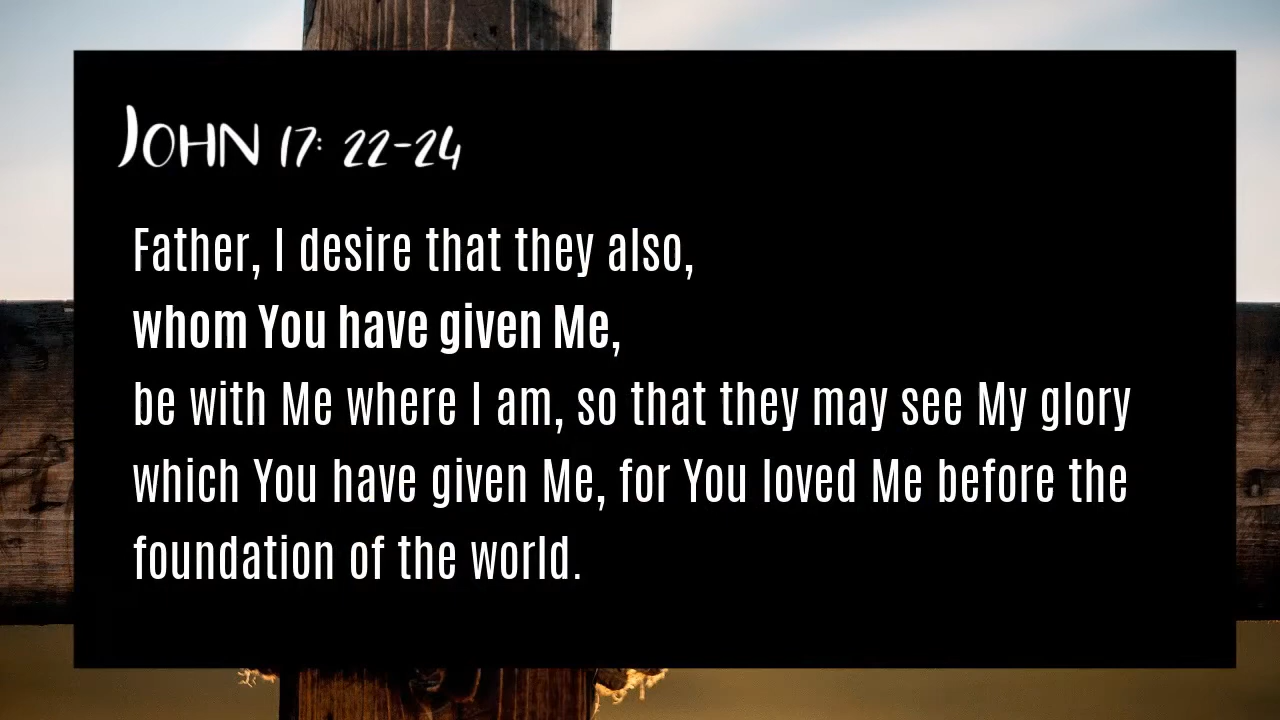 John 17: 22-24
Father, I desire that they also,
whom You have given Me,
be with Me where I am, so that they may see My glory
which You have given Me, for You loved Me before the
foundation of the world.